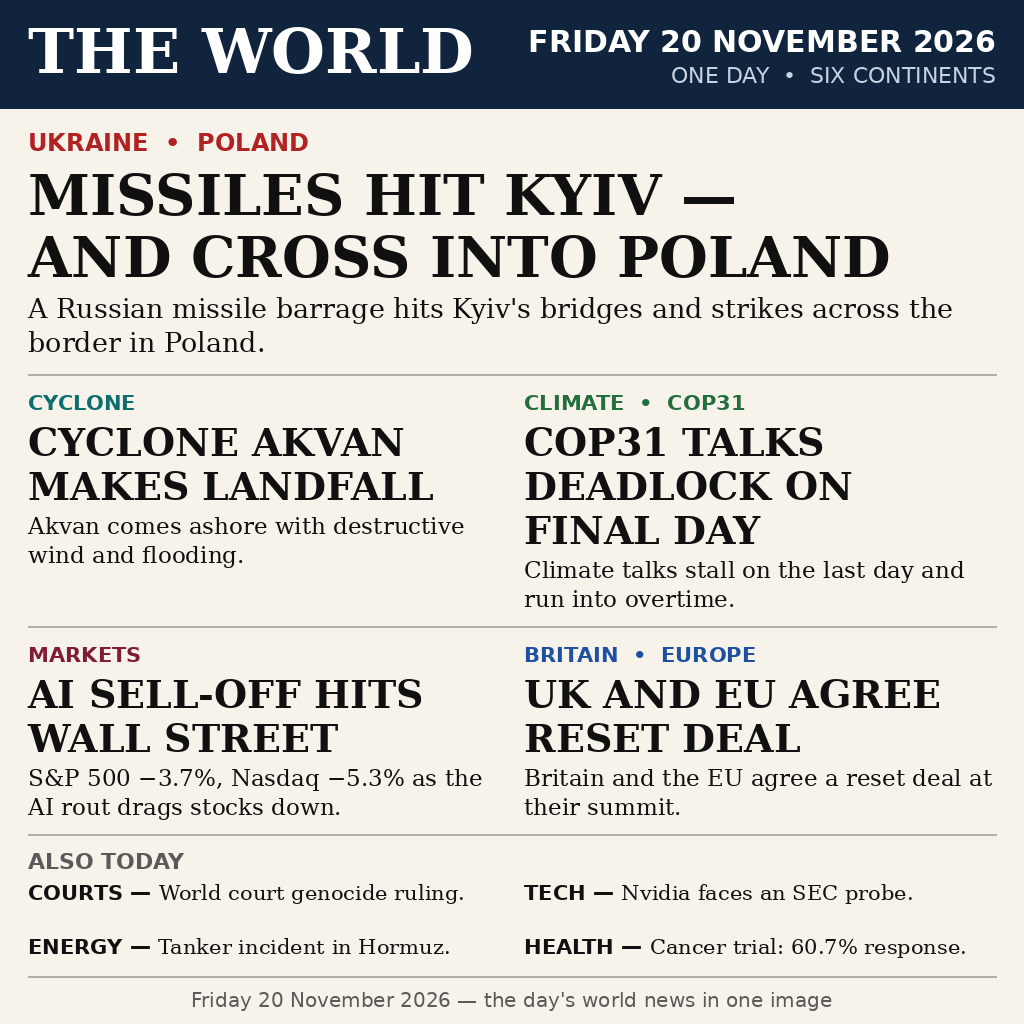 THE WORLD
FRIDAY 20 NOVEMBER 2026
ONE DAY • SIX CONTINENTS
UKRAINE • POLAND
MISSILES HIT KYIV —
AND CROSS INTO POLAND
A Russian missile barrage hits Kyiv's bridges and strikes across the
border in Poland.
CYCLONE
CYCLONE AKVAN
MAKES LANDFALL
Akvan comes ashore with destructive
wind and flooding.
CLIMATE • COP31
COP31 TALKS
DEADLOCK ON
FINAL DAY
Climate talks stall on the last day and
run into overtime.
MARKETS
AI SELL-OFF HITS
WALL STREET
S&P 500 −3.7%, Nasdaq −5.3% as the
AI rout drags stocks down.
BRITAIN • EUROPE
UK AND EU AGREE
RESET DEAL
Britain and the EU agree a reset deal at
their summit.
ALSO TODAY
COURTS — World court genocide ruling.
TECH — Nvidia faces an SEC probe.
ENERGY — Tanker incident in Hormuz.
HEALTH — Cancer trial: 60.7% response.
Friday 20 November 2026 — the day's world news in one image